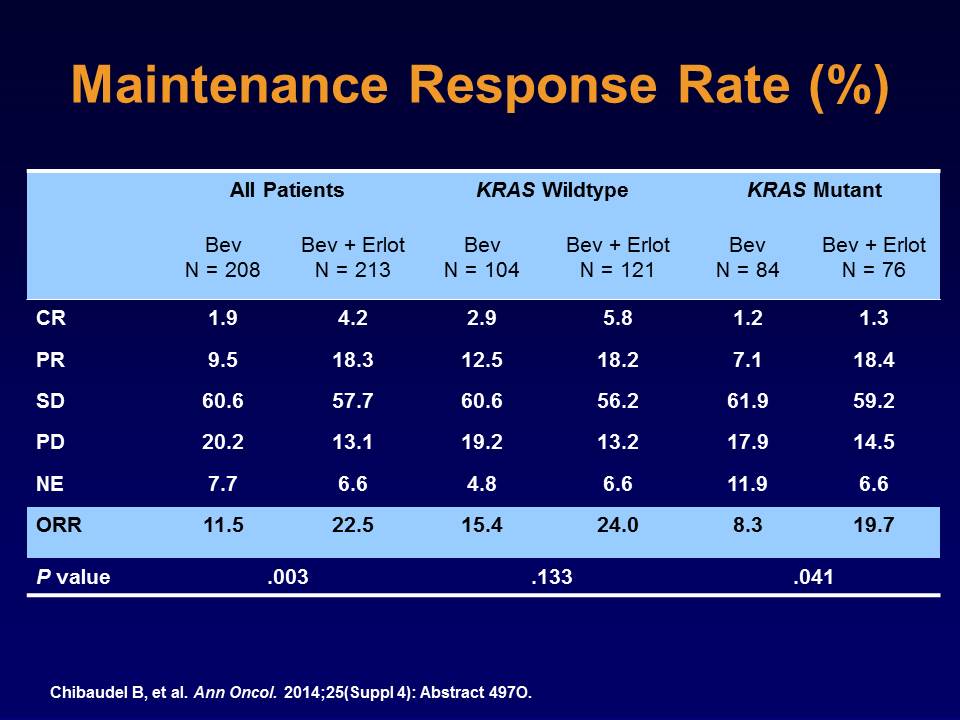 Maintenance Response Rate (%)
All Patients KRAS Wildtype KRAS Mutant
Bev Bev + Erlot Bev Bev + Erlot Bev Bev + Erlot
N = 208 N = 213 N = 104 N = 121 N = 84 N = 76
CR 1.9 4.2 2.9 5.8 1.2 1.3
PR 9.5 18.3 12.5 18.2 7.1 18.4
SD 60.6 57.7 60.6 56.2 61.9 59.2
PD 20.2 13.1 19.2 13.2 17.9 14.5
NE 7.7 6.6 4.8 6.6 11.9 6.6
ORR 11.5 22.5 15.4 24.0 8.3 19.7
P value .003 .133 .041
Chibaudel B, et al. Ann Oncol. 2014;25(Suppl 4): Abstract 497O.